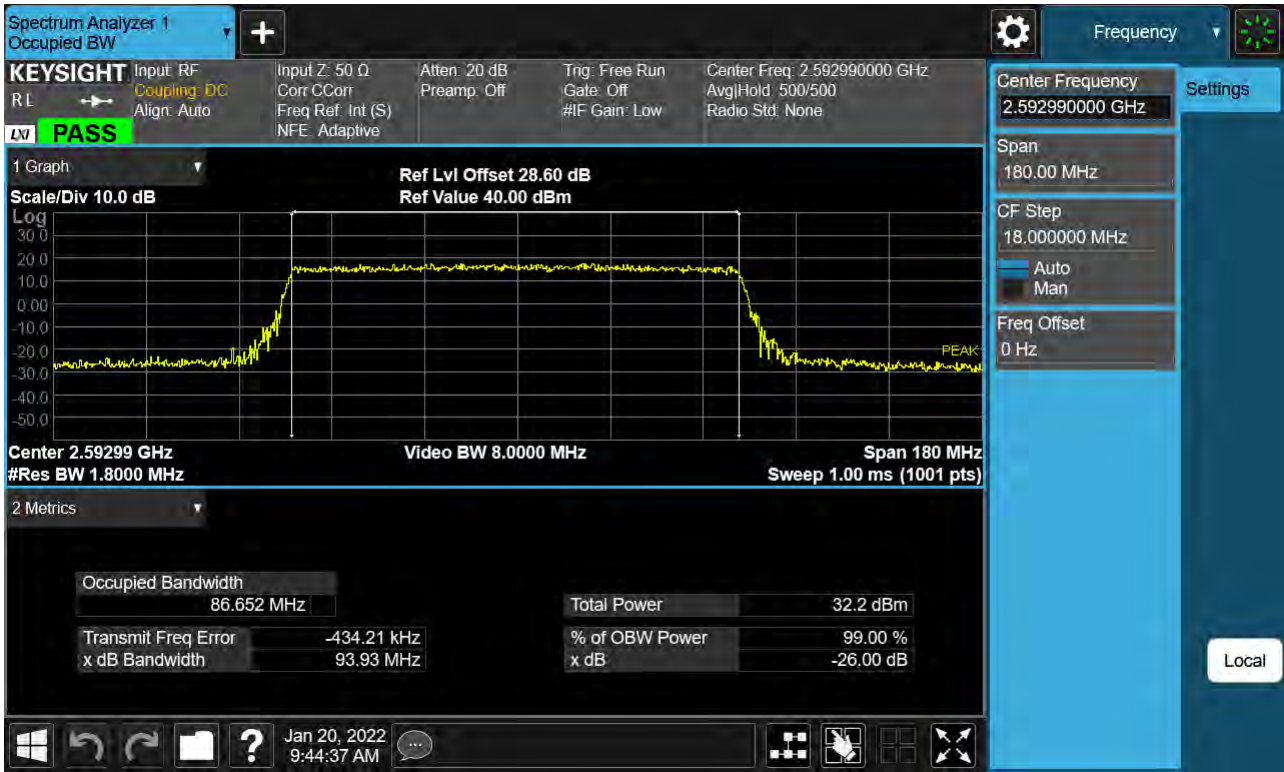 Spectrum Analyzer 1
Occupied BW
+
Frequency
KEYSIGHT
RL
LXI
PASS
Input: RF
Coupling: DC
Align: Auto
Input Z: 50 Ω
Corr CCorr
Freq Ref: Int (S)
NFE: Adaptive
Atten: 20 dB
Preamp: Off
Trig: Free Run
Gate: Off
#IF Gain: Low
Center Freq: 2.592990000 GHz
Avg|Hold: 500/500
Radio Std: None
Center Frequency
2.592990000 GHz
Settings
Span
180.00 MHz
CF Step
18.000000 MHz
Auto
Man
Freq Offset
0 Hz
1 Graph
Scale/Div 10.0 dB
Ref Lvl Offset 28.60 dB
Ref Value 40.00 dBm
Log
30.0
20.0
10.0
0.00
-10.0
-20.0
-30.0
-40.0
-50.0
PEAK
Center 2.59299 GHz
#Res BW 1.8000 MHz
Video BW 8.0000 MHz
Span 180 MHz
Sweep 1.00 ms (1001 pts)
2 Metrics
Occupied Bandwidth
86.652 MHz
Total Power 32.2 dBm
Transmit Freq Error -434.21 kHz
% of OBW Power 99.00 %
x dB Bandwidth 93.93 MHz
x dB -26.00 dB
Local
?
Jan 20, 2022
9:44:37 AM